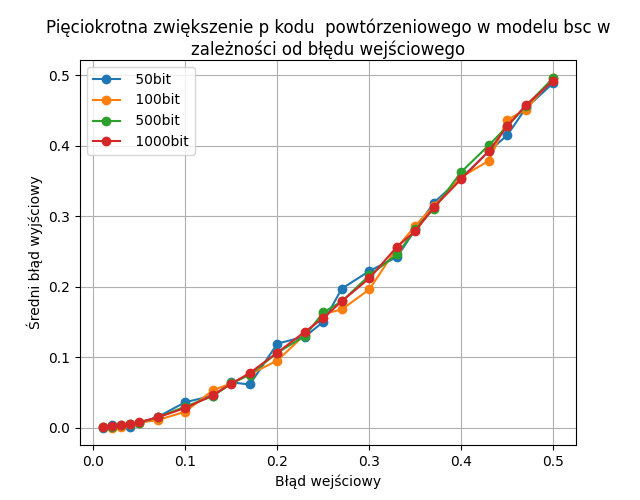 Pięciokrotna zwiększenie p kodu  powtórzeniowego w modelu bsc w
zależności od błędu wejściowego
50bit
100bit
500bit
1000bit
Średni błąd wyjściowy
0.5
0.4
0.3
0.2
0.1
0.0
0.0 0.1 0.2 0.3 0.4 0.5
Błąd wejściowy